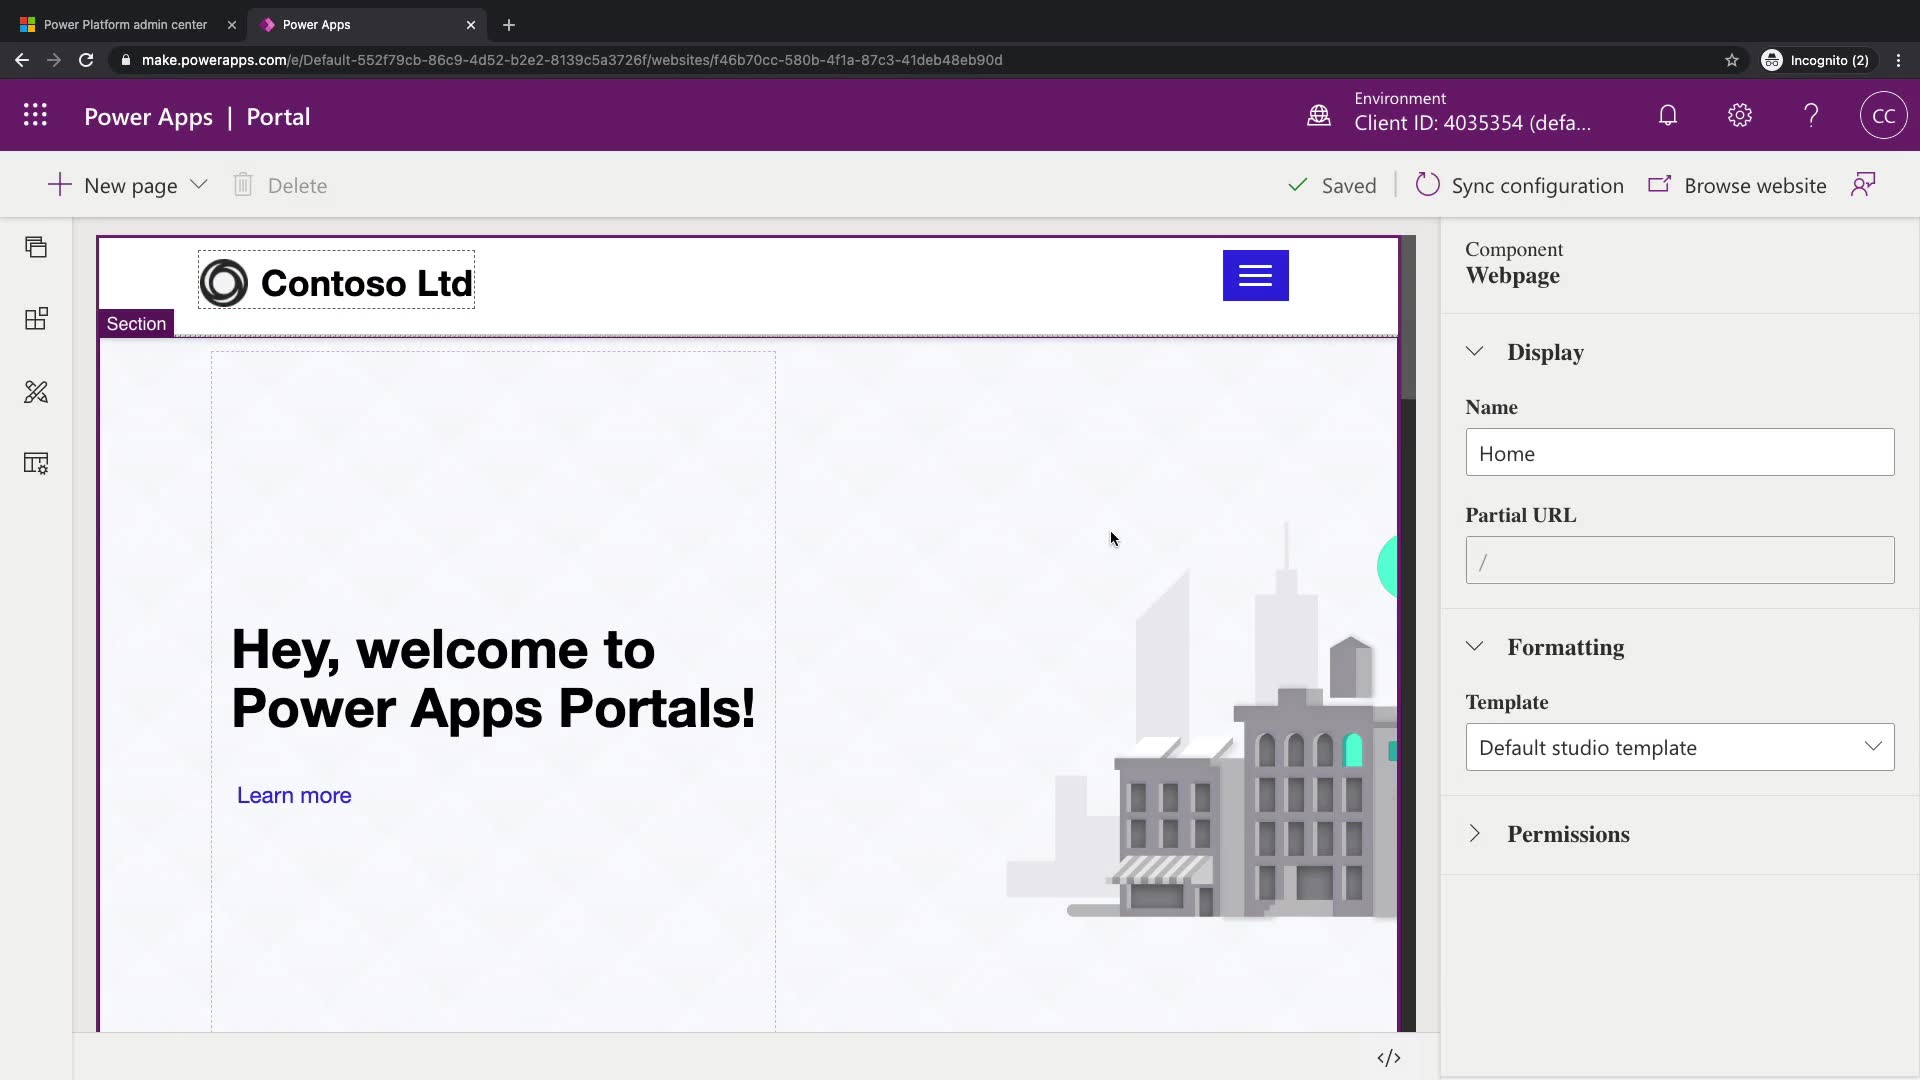 Power Platform admin center
Power Apps
make.powerapps.com/e/Default-552f79cb-86c9-4d52-b2e2-8139c5a3726f/websites/f46b70cc-580b-4f1a-87c3-41deb48eb90d
Incognito (2)
Power Apps | Portal
Environment
Client ID: 4035354 (defa...
CC
New page
Delete
Saved
Sync configuration
Browse website
Contoso Ltd
Section
Hey, welcome to
Power Apps Portals!
Learn more
Component
Webpage
Display
Name
Home
Partial URL
/
Formatting
Template
Default studio template
Permissions
</>